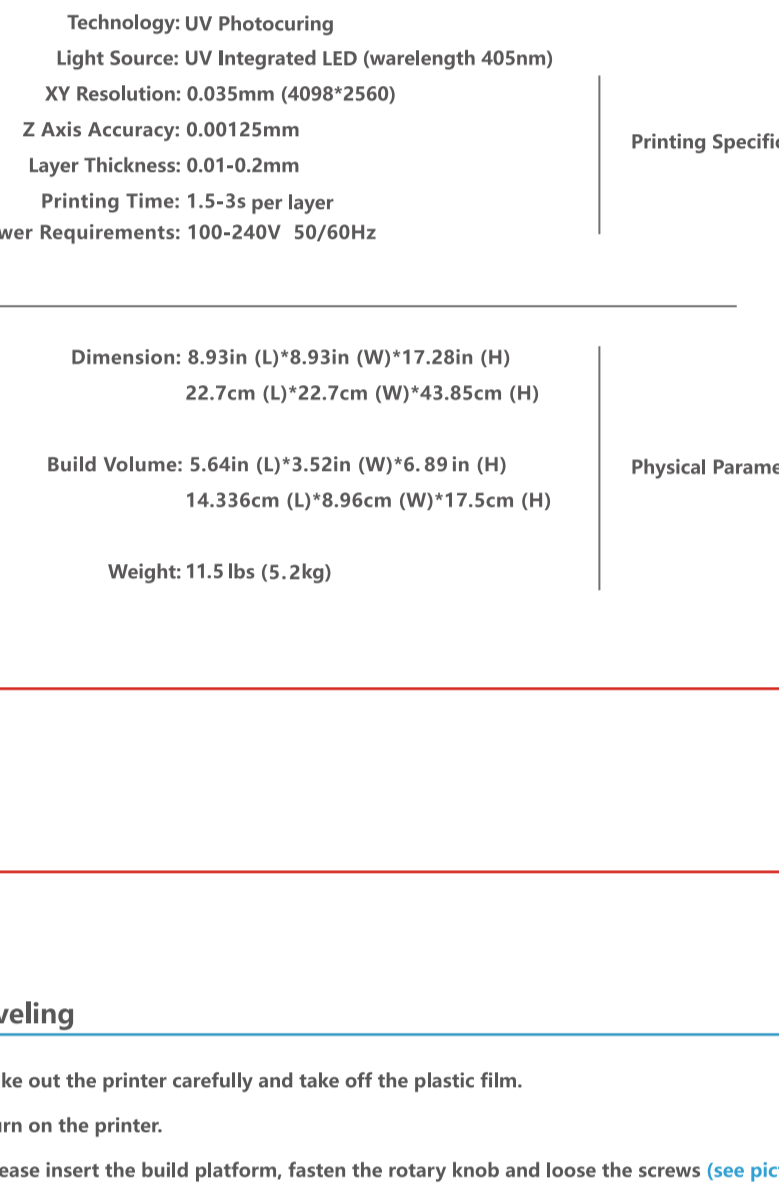 Technology: UV Photocuring
Light Source: UV Integrated LED (warelength 405nm)
XY Resolution: 0.035mm (4098*2560)
Z Axis Accuracy: 0.00125mm
Printing Specific
Layer Thickness: 0.01-0.2mm
Printing Time: 1.5-3s per layer
wer Requirements: 100-240V 50/60Hz
Dimension: 8.93in (L)*8.93in (W)*17.28in (H)
22.7cm (L)*22.7cm (W)*43.85cm (H)
Build Volume: 5.64in (L)*3.52in (W)*6.89in (H)
Physical Parame
14.336cm (L)*8.96cm (W)*17.5cm (H)
Weight: 11.5 lbs (5.2kg)
veling
ke out the printer carefully and take off the plastic film.
urn on the printer.
ease insert the build platform, fasten the rotary knob and loose the screws (see pict